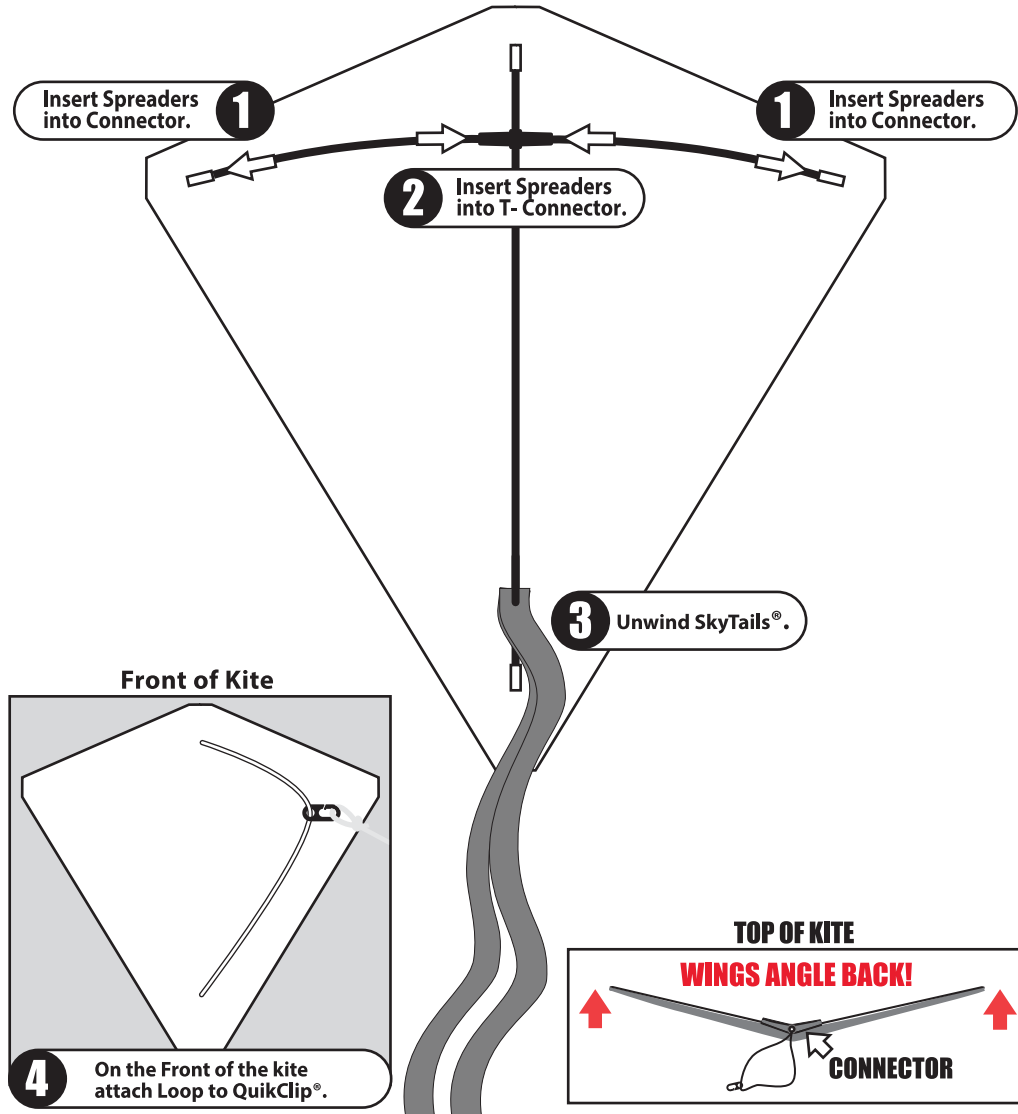 Insert Spreaders
into Connector.
1
1
Insert Spreaders
into Connector.
2
Insert Spreaders
into T- Connector.
3
Unwind SkyTails®.
Front of Kite
4
On the Front of the kite
attach Loop to QuikClip®.
TOP OF KITE
WINGS ANGLE BACK!
CONNECTOR